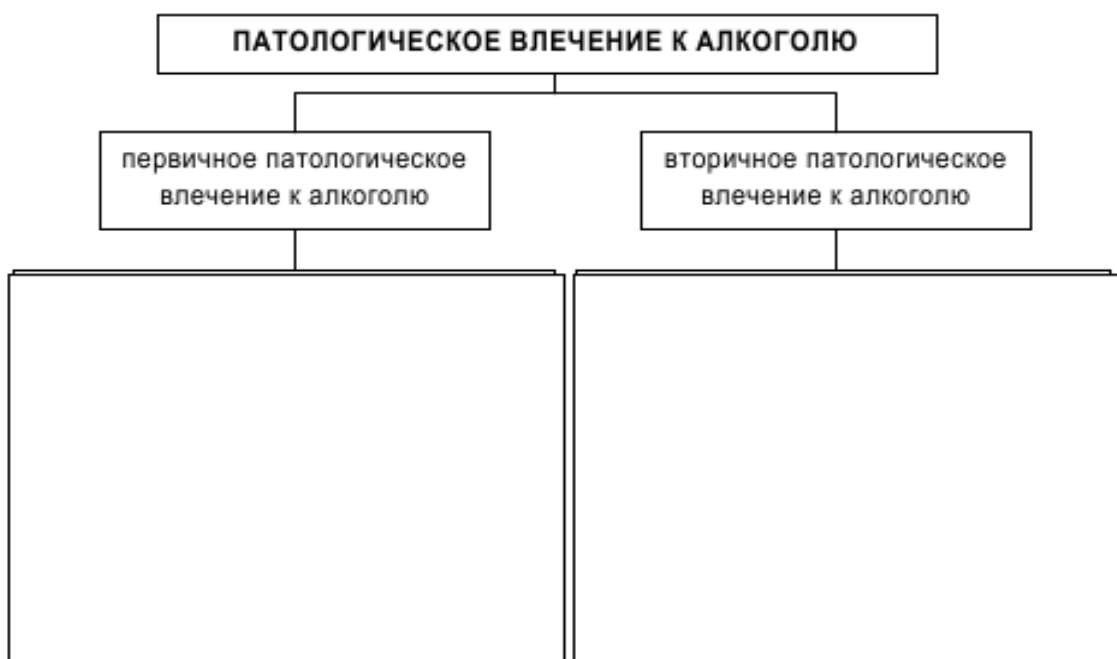 ПАТОЛОГИЧЕСКОЕ ВЛЕЧЕНИЕ К АЛКОГОЛЮ
первичное патологическое
влечение к алкоголю
вторичное патологическое
влечение к алкоголю